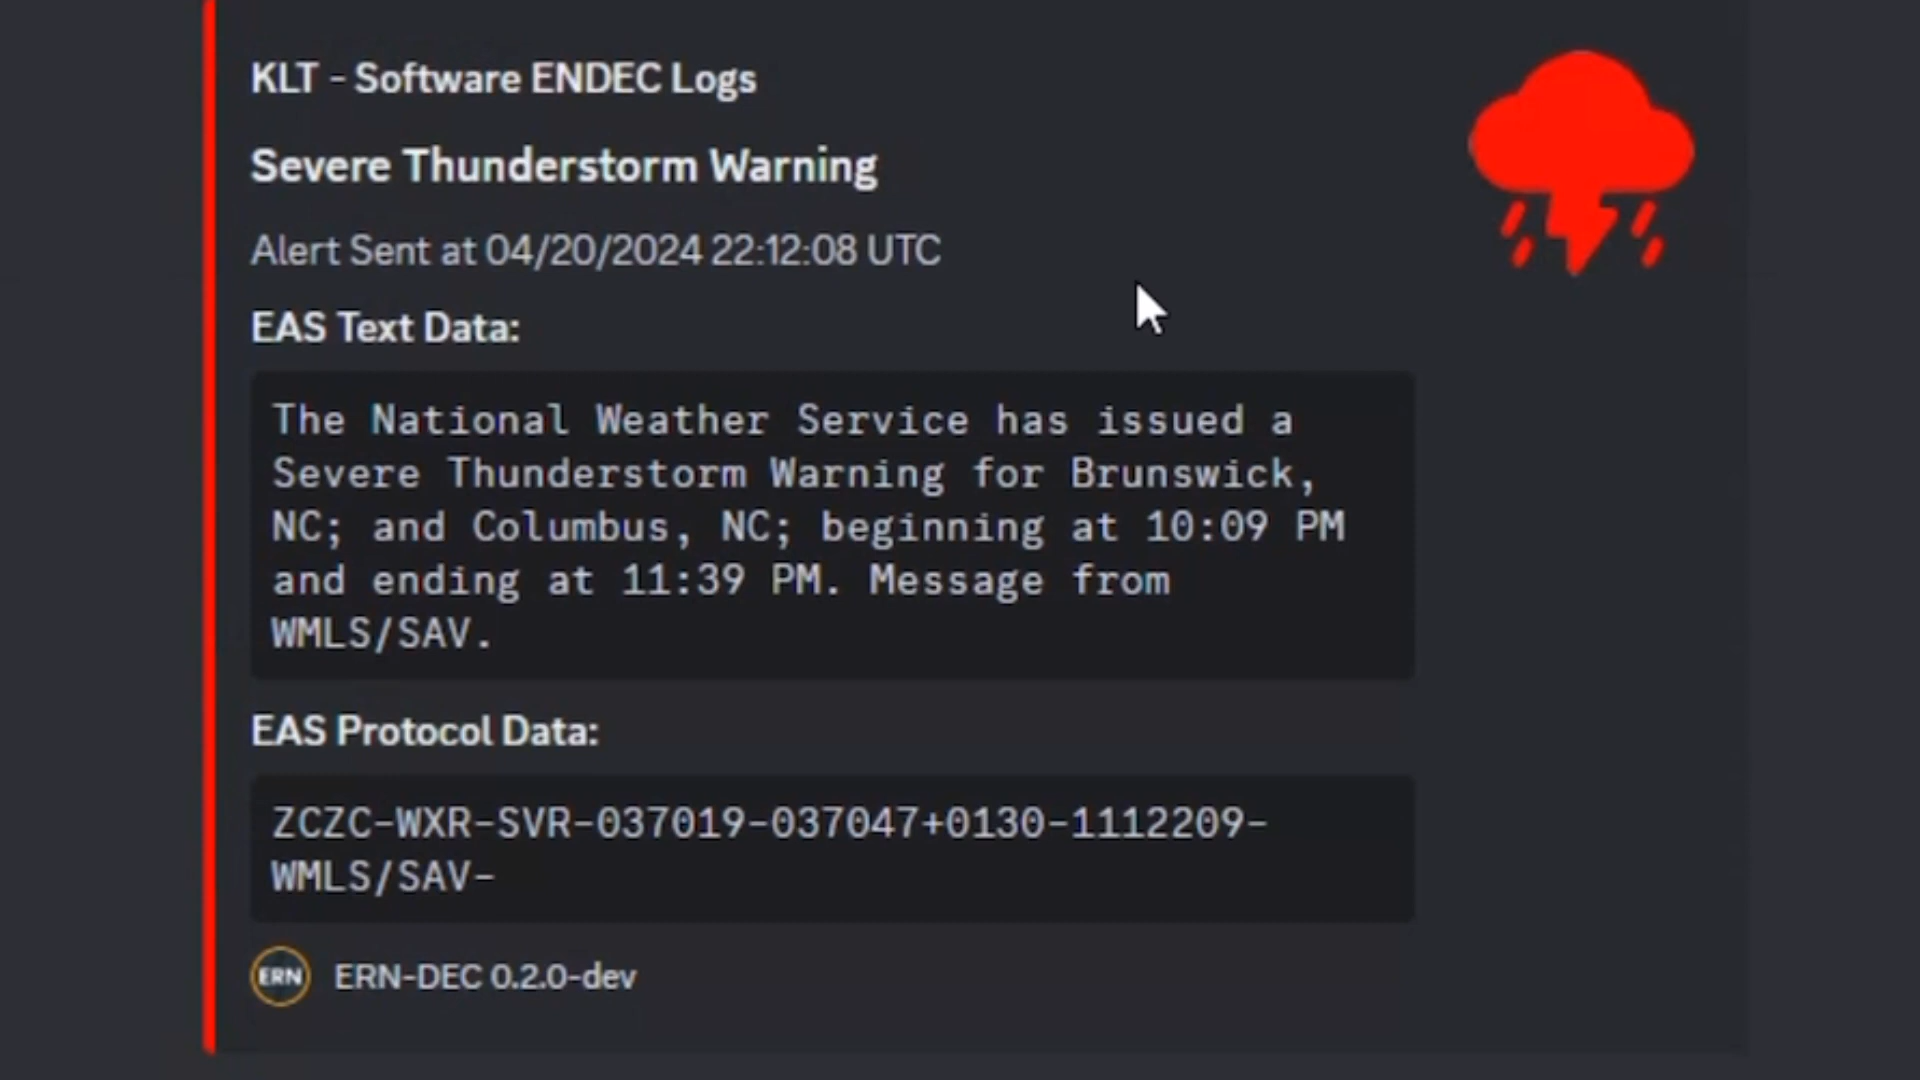 KLT - Software ENDEC Logs
Severe Thunderstorm Warning
Alert Sent at 04/20/2024 22:12:08 UTC
EAS Text Data:
The National Weather Service has issued a
Severe Thunderstorm Warning for Brunswick,
NC; and Columbus, NC; beginning at 10:09 PM
and ending at 11:39 PM. Message from
WMLS/SAV.
EAS Protocol Data:
ZCZC-WXR-SVR-037019-037047+0130-1112209-
WMLS/SAV-
ERN ERN-DEC 0.2.0-dev